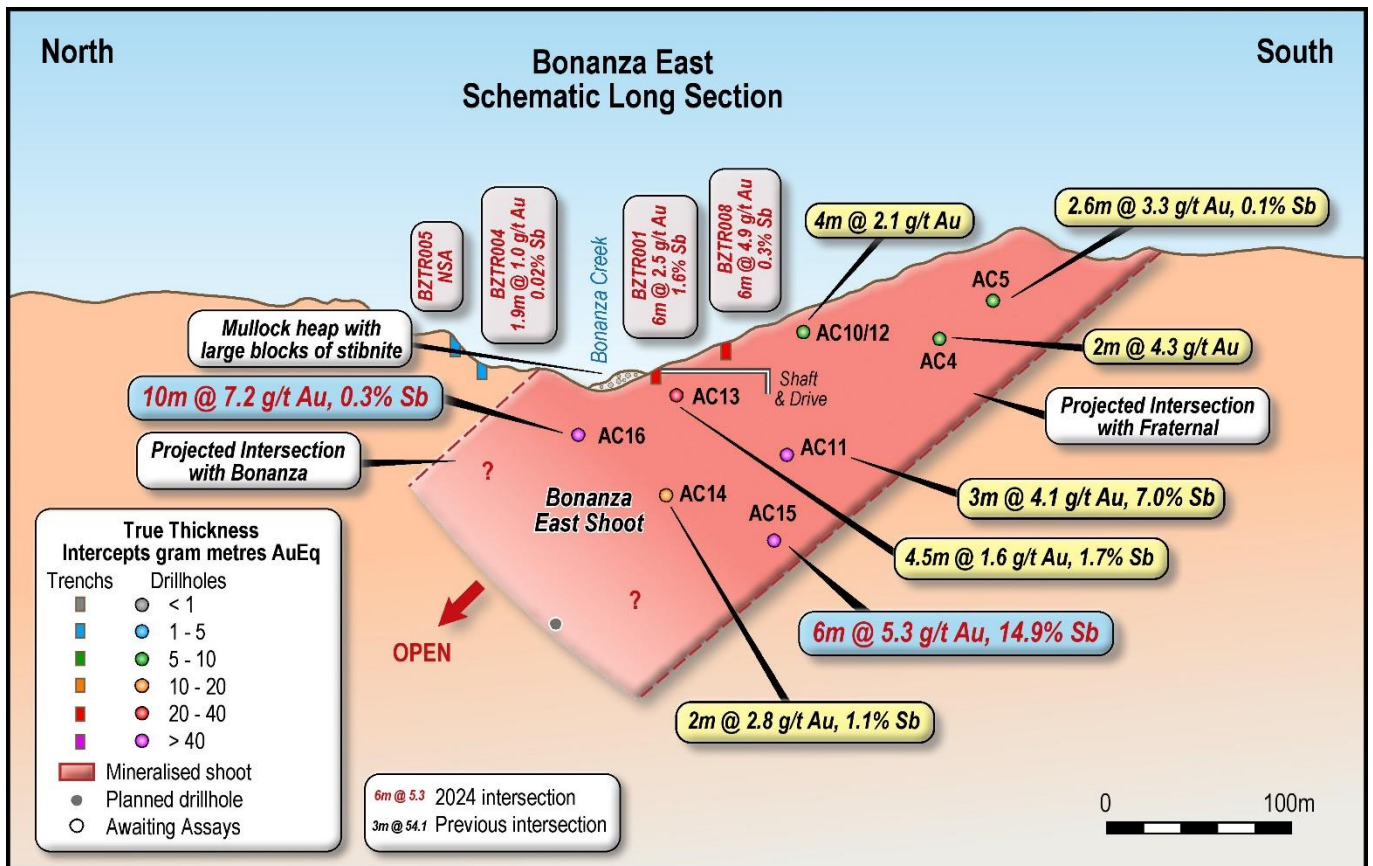 North
South
Bonanza East
Schematic Long Section
BZTR005
NSA
BZTR004
1.9m @ 1.0 g/t Au
0.02% Sb
Bonanza Creek
BZTR001
6m @ 2.5 g/t Au
1.6% Sb
BZTR008
6m @ 4.9 g/t Au
0.3% Sb
4m @ 2.1 g/t Au
2.6m @ 3.3 g/t Au, 0.1% Sb
Mullock heap with
large blocks of stibnite
AC5
AC10/12
AC4
2m @ 4.3 g/t Au
10m @ 7.2 g/t Au, 0.3% Sb
Shaft
& Drive
AC13
Projected Intersection
with Fraternal
AC16
AC11
Projected Intersection
with Bonanza
?
3m @ 4.1 g/t Au, 7.0% Sb
AC14
Bonanza
East Shoot
AC15
4.5m @ 1.6 g/t Au, 1.7% Sb
?
6m @ 5.3 g/t Au, 14.9% Sb
OPEN
2m @ 2.8 g/t Au, 1.1% Sb
True Thickness
Intercepts gram metres AuEq
Trenchs Drillholes
< 1
1 - 5
5 - 10
10 - 20
20 - 40
> 40
Mineralised shoot
Planned drillhole
Awaiting Assays
6m @ 5.3 2024 intersection
3m @ 54.1 Previous intersection
0 100m